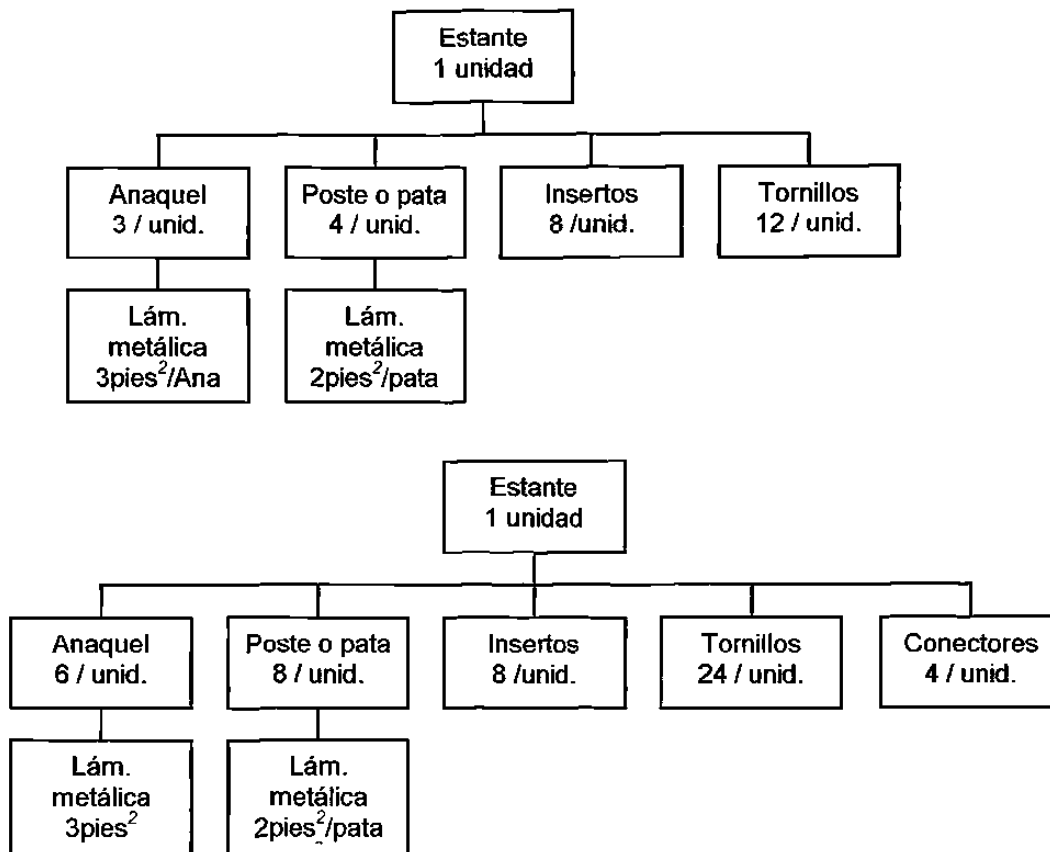 Estante
1 unidad
Anaquel
3 / unid.
Poste o pata
4 / unid.
Insertos
8 /unid.
Tornillos
12 / unid.
Lám.
metálica
3pies²/Ana
Lám.
metálica
2pies²/pata
Estante
1 unidad
Anaquel
6 / unid.
Poste o pata
8 / unid.
Insertos
8 /unid.
Tornillos
24 / unid.
Conectores
4 / unid.
Lám.
metálica
3pies²
Lám.
metálica
2pies²/pata